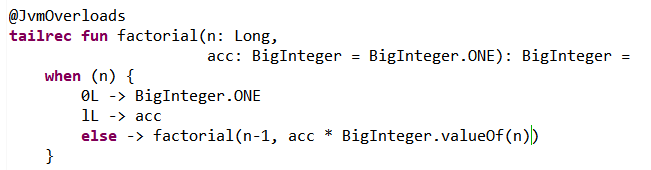 @JvmOverloads
tailrec fun factorial(n: Long,
acc: BigInteger = BigInteger.ONE): BigInteger =
when (n) {
0L -> BigInteger.ONE
1L -> acc
else -> factorial(n-1, acc * BigInteger.valueOf(n))
}